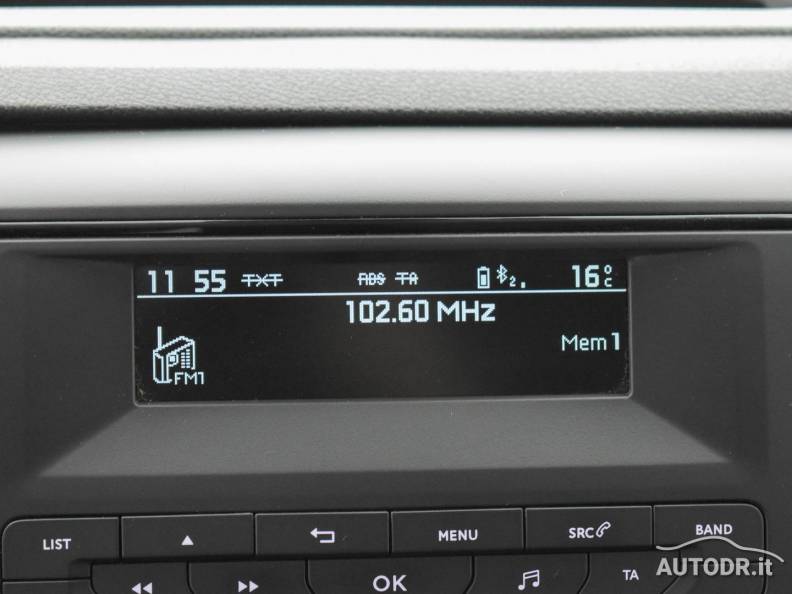 11 55 TXT RDS TA 2. 16°C
102.60 MHz
Mem 1
FM1
LIST MENU SRC BAND
OK TA
AUTODR.it